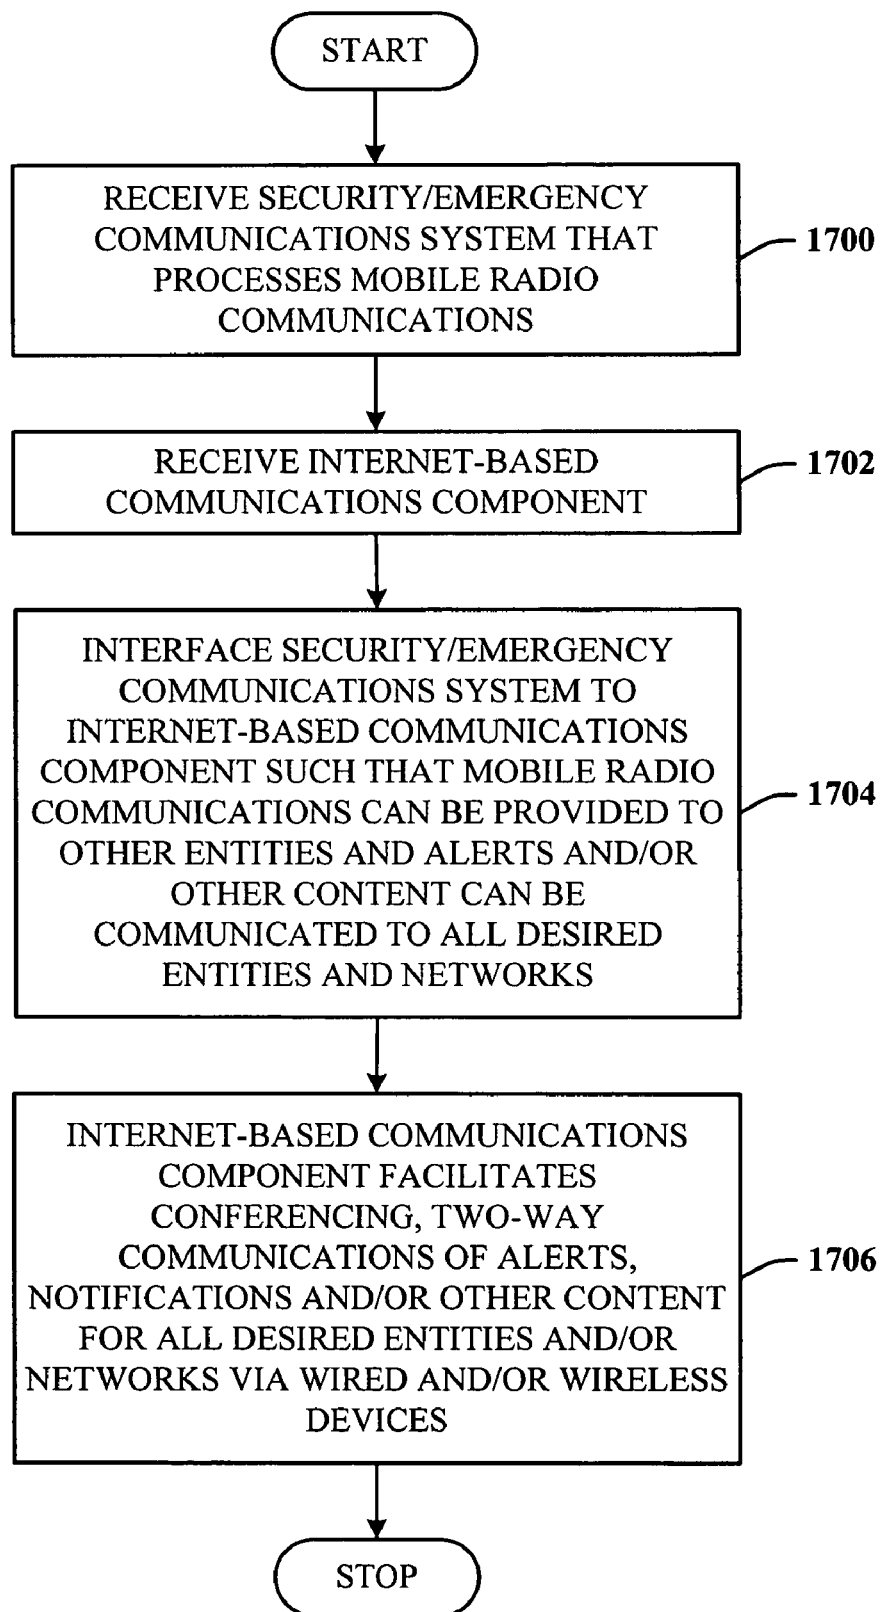 START
RECEIVE SECURITY/EMERGENCY
COMMUNICATIONS SYSTEM THAT
PROCESSES MOBILE RADIO
COMMUNICATIONS
1700
RECEIVE INTERNET-BASED
COMMUNICATIONS COMPONENT
1702
INTERFACE SECURITY/EMERGENCY
COMMUNICATIONS SYSTEM TO
INTERNET-BASED COMMUNICATIONS
COMPONENT SUCH THAT MOBILE RADIO
COMMUNICATIONS CAN BE PROVIDED TO
OTHER ENTITIES AND ALERTS AND/OR
OTHER CONTENT CAN BE
COMMUNICATED TO ALL DESIRED
ENTITIES AND NETWORKS
1704
INTERNET-BASED COMMUNICATIONS
COMPONENT FACILITATES
CONFERENCING, TWO-WAY
COMMUNICATIONS OF ALERTS,
NOTIFICATIONS AND/OR OTHER CONTENT
FOR ALL DESIRED ENTITIES AND/OR
NETWORKS VIA WIRED AND/OR WIRELESS
DEVICES
1706
STOP